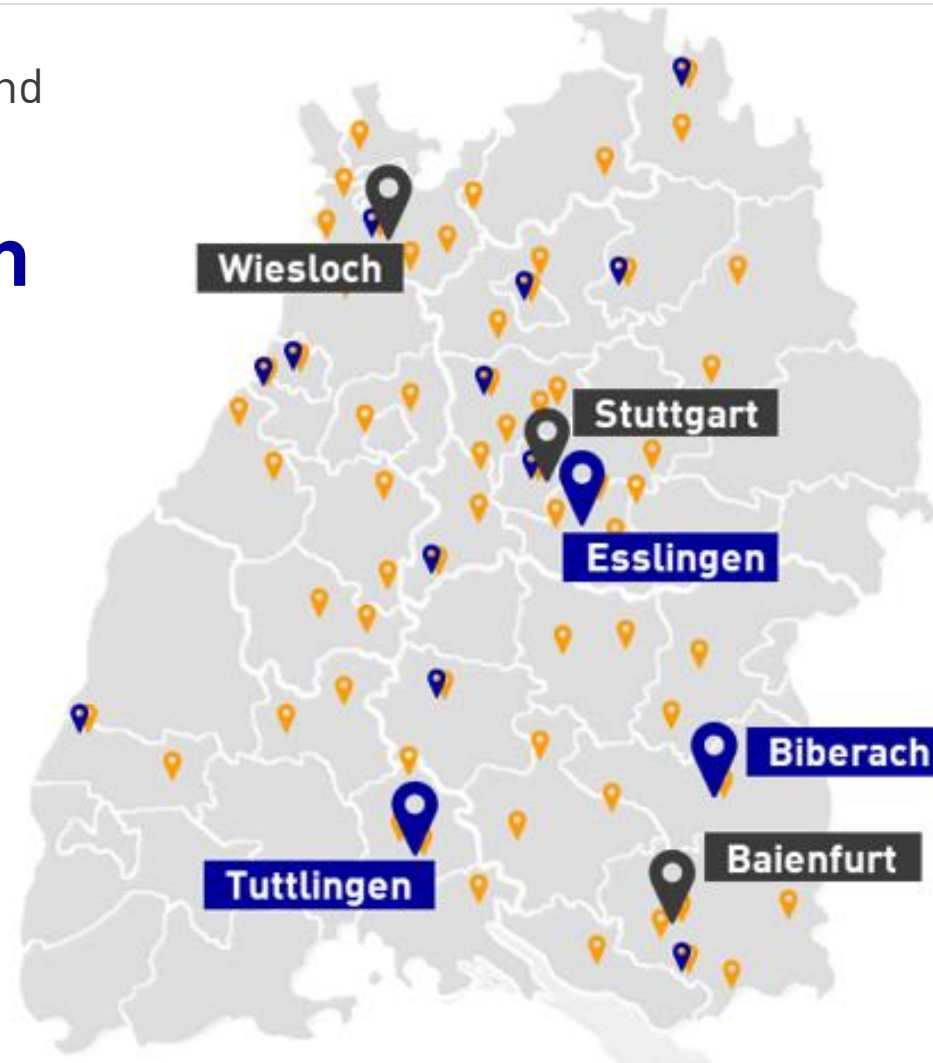 nd
n
Wiesloch
Stuttgart
Esslingen
Biberach
Baienfurt
Tuttlingen